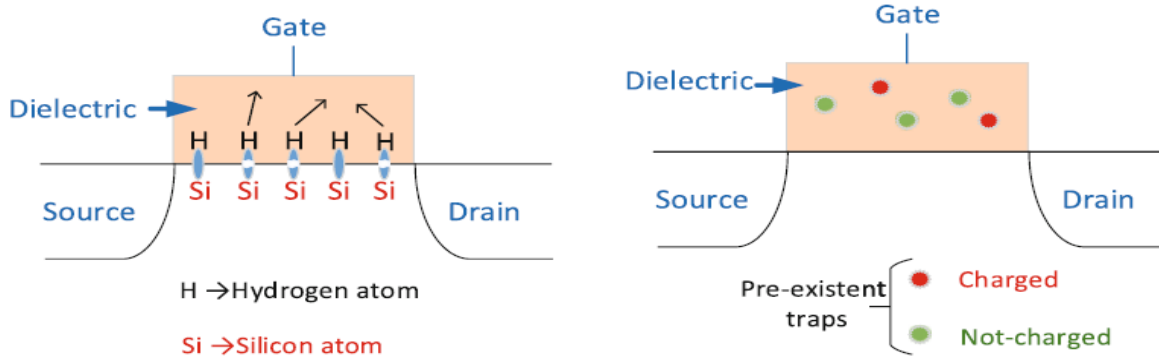 Gate
Dielectric
H H H H H
Si Si Si Si Si
Source Drain
H →Hydrogen atom
Si →Silicon atom
Gate
Dielectric
Source Drain
Pre-existent
traps
Charged
Not-charged